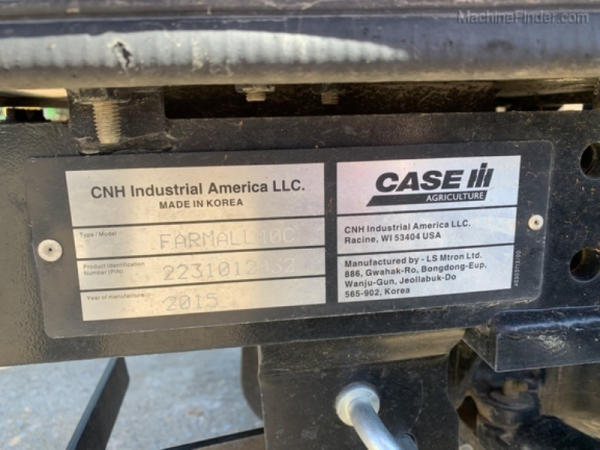 Copyright
MachineFinder.com
CNH Industrial America LLC.
MADE IN KOREA
Type / Model
FARMALL40C
Product Identification
Number (PIN)
Year of manufacture
2015
CASE IH
AGRICULTURE
CNH Industrial America LLC.
Racine, WI 53404 USA
Manufactured by - LS Mtron Ltd.
886, Gwahak-Ro, Bongdong-Eup,
Wanju-Gun, Jeollabuk-Do
565-902, Korea